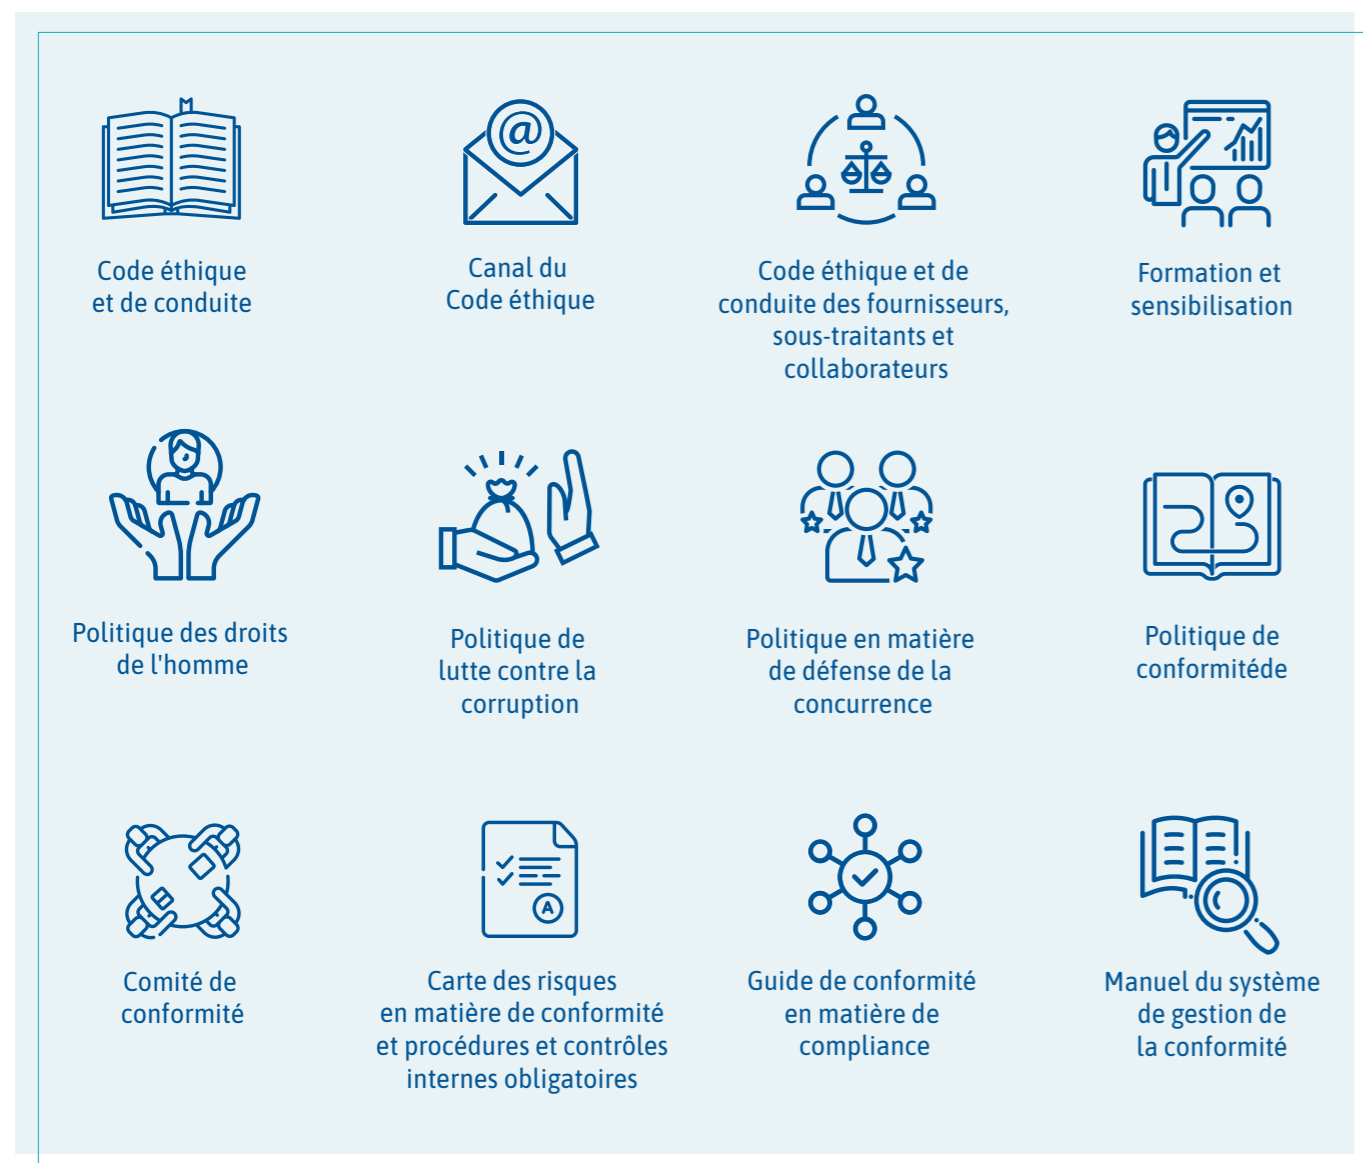 Code éthique
et de conduite
Canal du
Code éthique
Code éthique et de
conduite des fournisseurs,
sous-traitants et
collaborateurs
Formation et
sensibilisation
Politique des droits
de l'homme
Politique de
lutte contre la
corruption
Politique en matière
de défense de la
concurrence
Politique de
conformitéde
Comité de
conformité
Carte des risques
en matière de conformité
et procédures et contrôles
internes obligatoires
Guide de conformité
en matière de
compliance
Manuel du système
de gestion de
la conformité